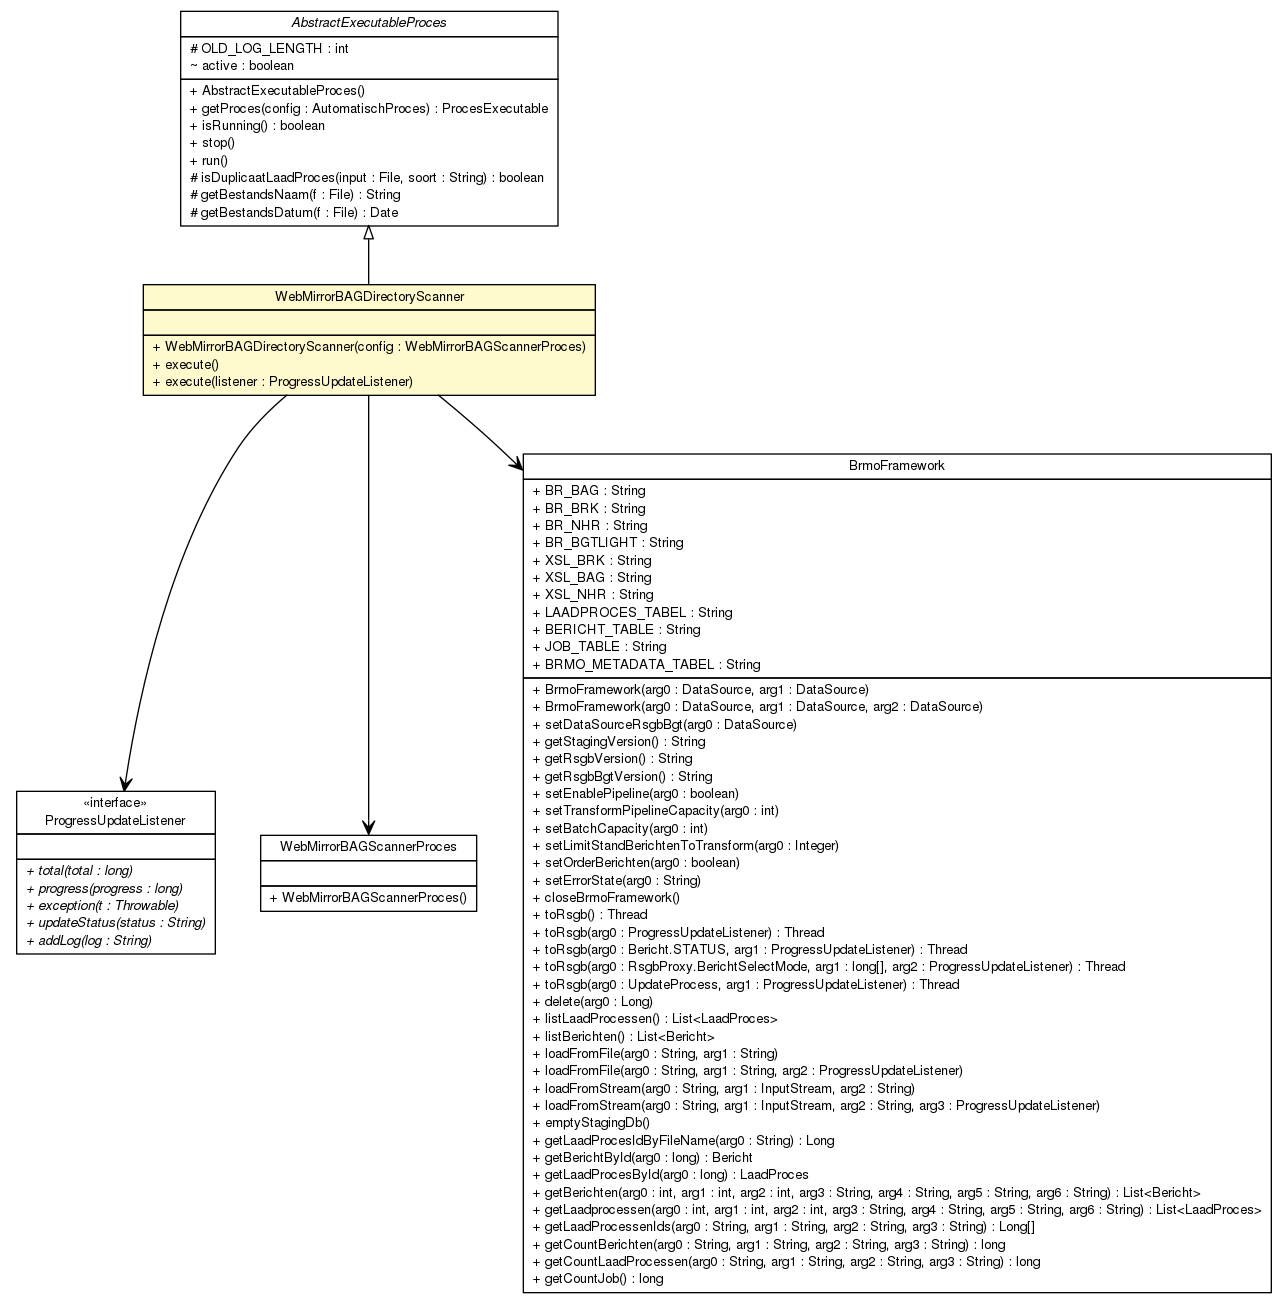 AbstractExecutableProces
# OLD_LOG_LENGTH : int
~ active : boolean
+ AbstractExecutableProces()
+ getProces(config : AutomatischProces) : ProcesExecutable
+ isRunning() : boolean
+ stop()
+ run()
# isDuplicaatLaadProces(input : File, soort : String) : boolean
# getBestandsNaam(f : File) : String
# getBestandsDatum(f : File) : Date
WebMirrorBAGDirectoryScanner
+ WebMirrorBAGDirectoryScanner(config : WebMirrorBAGScannerProces)
+ execute()
+ execute(listener : ProgressUpdateListener)
«interface»
ProgressUpdateListener
+ total(total : long)
+ progress(progress : long)
+ exception(t : Throwable)
+ updateStatus(status : String)
+ addLog(log : String)
WebMirrorBAGScannerProces
+ WebMirrorBAGScannerProces()
BrmoFramework
+ BR_BAG : String
+ BR_BRK : String
+ BR_NHR : String
+ BR_BGTLIGHT : String
+ XSL_BRK : String
+ XSL_BAG : String
+ XSL_NHR : String
+ LAADPROCES_TABEL : String
+ BERICHT_TABLE : String
+ JOB_TABLE : String
+ BRMO_METADATA_TABEL : String
+ BrmoFramework(arg0 : DataSource, arg1 : DataSource)
+ BrmoFramework(arg0 : DataSource, arg1 : DataSource, arg2 : DataSource)
+ setDataSourceRsgbBgt(arg0 : DataSource)
+ getStagingVersion() : String
+ getRsgbVersion() : String
+ getRsgbBgtVersion() : String
+ setEnablePipeline(arg0 : boolean)
+ setTransformPipelineCapacity(arg0 : int)
+ setBatchCapacity(arg0 : int)
+ setLimitStandBerichtenToTransform(arg0 : Integer)
+ setOrderBerichten(arg0 : boolean)
+ setErrorState(arg0 : String)
+ closeBrmoFramework()
+ toRsgb() : Thread
+ toRsgb(arg0 : ProgressUpdateListener) : Thread
+ toRsgb(arg0 : Bericht.STATUS, arg1 : ProgressUpdateListener) : Thread
+ toRsgb(arg0 : RsgbProxy.BerichtSelectMode, arg1 : long[], arg2 : ProgressUpdateListener) : Thread
+ toRsgb(arg0 : UpdateProcess, arg1 : ProgressUpdateListener) : Thread
+ delete(arg0 : Long)
+ listLaadProcessen() : List<LaadProces>
+ listBerichten() : List<Bericht>
+ loadFromFile(arg0 : String, arg1 : String)
+ loadFromFile(arg0 : String, arg1 : String, arg2 : ProgressUpdateListener)
+ loadFromStream(arg0 : String, arg1 : InputStream, arg2 : String)
+ loadFromStream(arg0 : String, arg1 : InputStream, arg2 : String, arg3 : ProgressUpdateListener)
+ emptyStagingDb()
+ getLaadProcesIdByFileName(arg0 : String) : Long
+ getBerichtById(arg0 : long) : Bericht
+ getLaadProcesById(arg0 : long) : LaadProces
+ getBerichten(arg0 : int, arg1 : int, arg2 : int, arg3 : String, arg4 : String, arg5 : String, arg6 : String) : List<Bericht>
+ getLaadprocessen(arg0 : int, arg1 : int, arg2 : int, arg3 : String, arg4 : String, arg5 : String, arg6 : String) : List<LaadProces>
+ getLaadProcessenIds(arg0 : String, arg1 : String, arg2 : String, arg3 : String) : Long[]
+ getCountBerichten(arg0 : String, arg1 : String, arg2 : String, arg3 : String) : long
+ getCountLaadProcessen(arg0 : String, arg1 : String, arg2 : String, arg3 : String) : long
+ getCountJob() : long